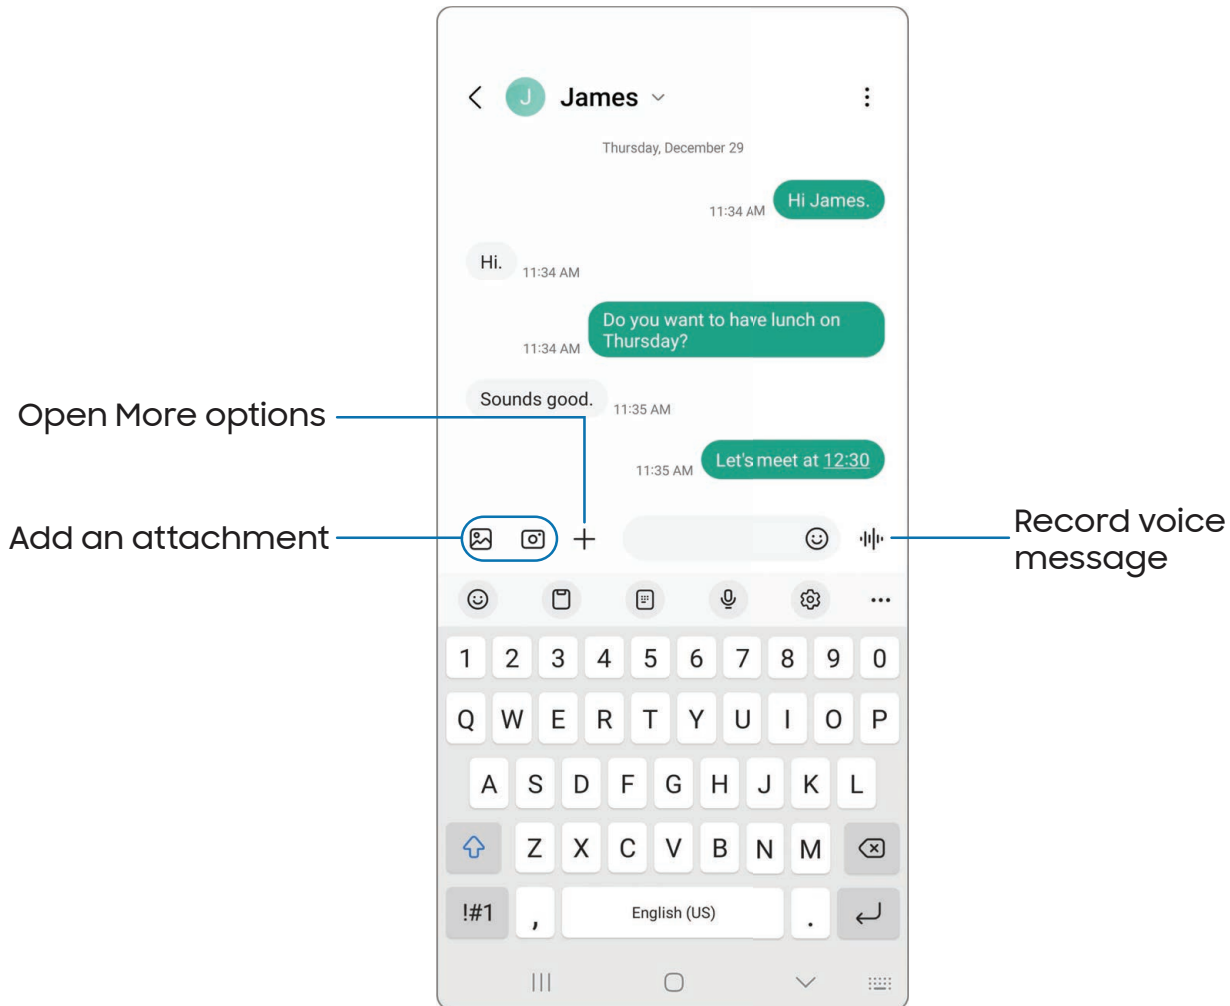 J James
Thursday, December 29
11:34 AM Hi James.
Hi. 11:34 AM
Do you want to have lunch on
Thursday?
11:34 AM
Sounds good. 11:35 AM
Open More options
11:35 AM Let's meet at 12:30
Add an attachment
Record voice
message
1 2 3 4 5 6 7 8 9 0
Q W E R T Y U I O P
A S D F G H J K L
Z X C V B N M
!#1 , English (US) .